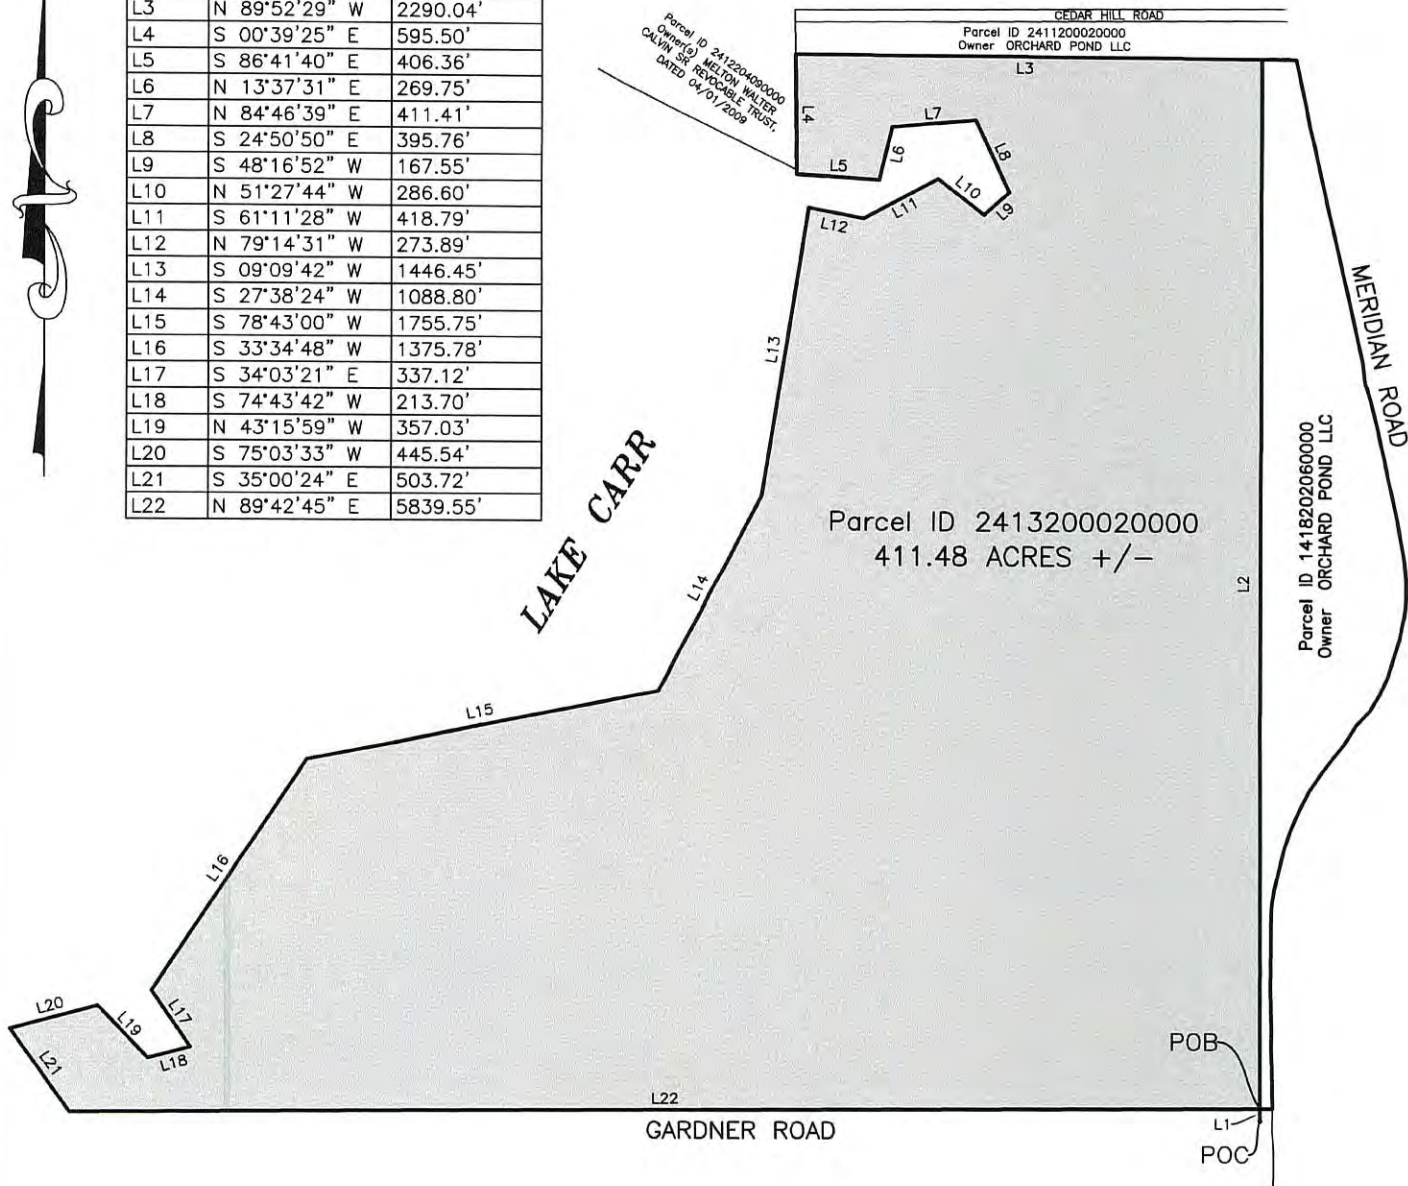 L3 N 89°52'29" W 2290.04'
L4 S 00°39'25" E 595.50'
L5 S 86°41'40" E 406.36'
L6 N 13°37'31" E 269.75'
L7 N 84°46'39" E 411.41'
L8 S 24°50'50" E 395.76'
L9 S 48°16'52" W 167.55'
L10 N 51°27'44" W 286.60'
L11 S 61°11'28" W 418.79'
L12 N 79°14'31" W 273.89'
L13 S 09°09'42" W 1446.45'
L14 S 27°38'24" W 1088.80'
L15 S 78°43'00" W 1755.75'
L16 S 33°34'48" W 1375.78'
L17 S 34°03'21" E 337.12'
L18 S 74°43'42" W 213.70'
L19 N 43°15'59" W 357.03'
L20 S 75°03'33" W 445.54'
L21 S 35°00'24" E 503.72'
L22 N 89°42'45" E 5839.55'
Parcel ID 2412204090000
Owner(s) MELTON WALTER
CALVIN SR REVOCABLE TRUST,
DATED 04/01/2009
CEDAR HILL ROAD
Parcel ID 2411200020000
Owner ORCHARD POND LLC
L3
L4
L5
L6
L7
L8
L9
L10
L11
L12
L13
MERIDIAN ROAD
Parcel ID 1418202060000
Owner ORCHARD POND LLC
LAKE CARR
Parcel ID 2413200020000
411.48 ACRES +/-
L2
L14
L15
L16
L17
L18
L19
L20
L21
L22
GARDNER ROAD
POB
L1
POC